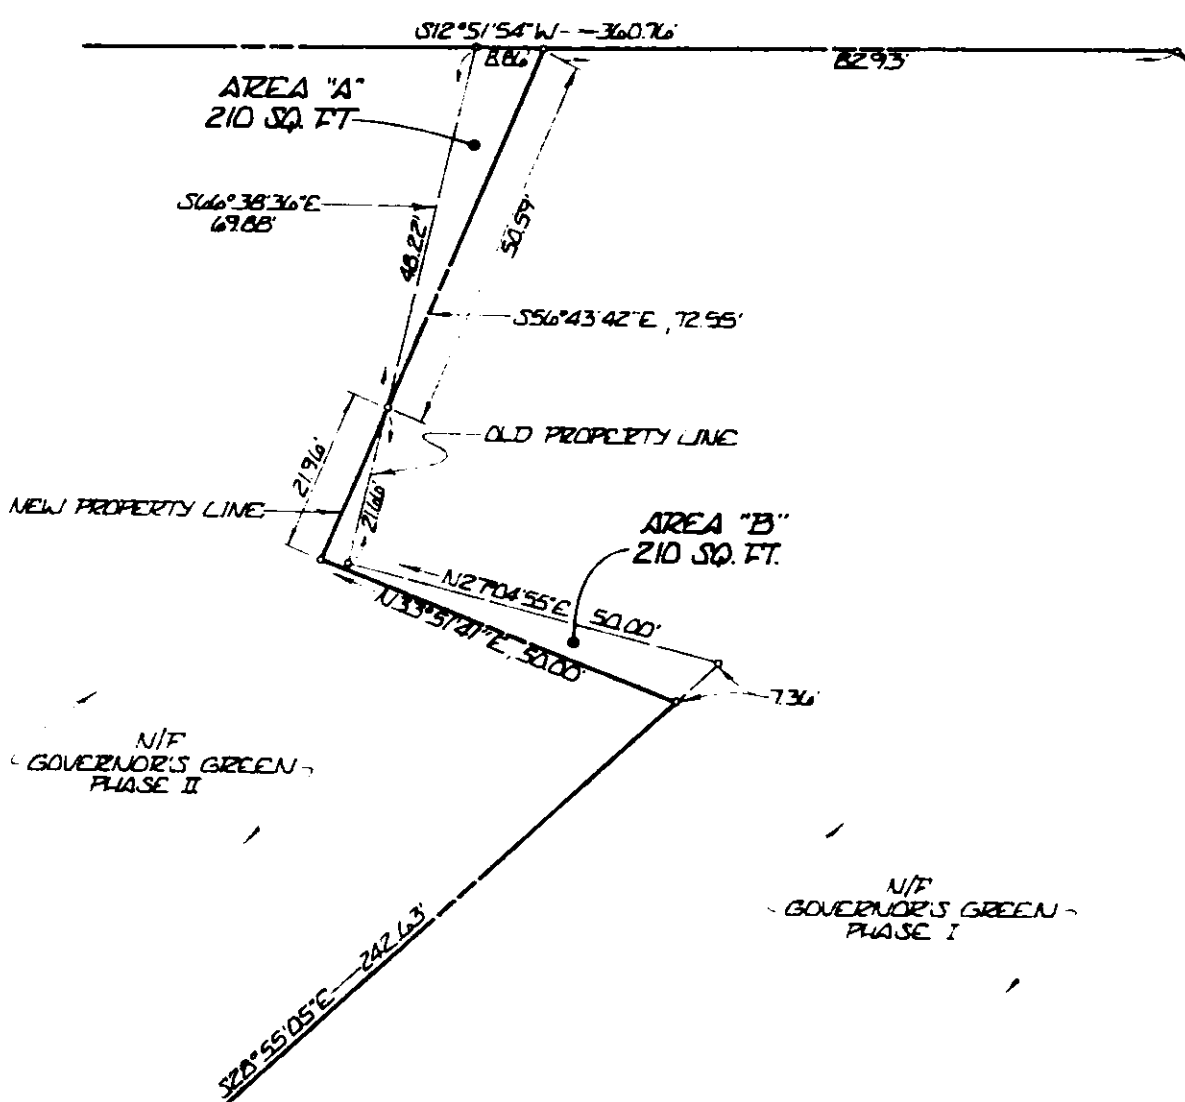 S12°51'54"W - 360.76'
8.86'
82.93'
AREA "A"
210 SQ. FT
S66°38'36"E
69.88'
48.22'
50.59'
S56°43'42"E, 72.55'
21.96'
OLD PROPERTY LINE
NEW PROPERTY LINE
21.66'
AREA "B"
210 SQ. FT.
N27°04'55"E 50.00'
N33°51'47"E, 50.00'
7.36'
N/F
GOVERNOR'S GREEN
PHASE II
N/F
GOVERNOR'S GREEN
PHASE I
S28°55'05"E 242.63'